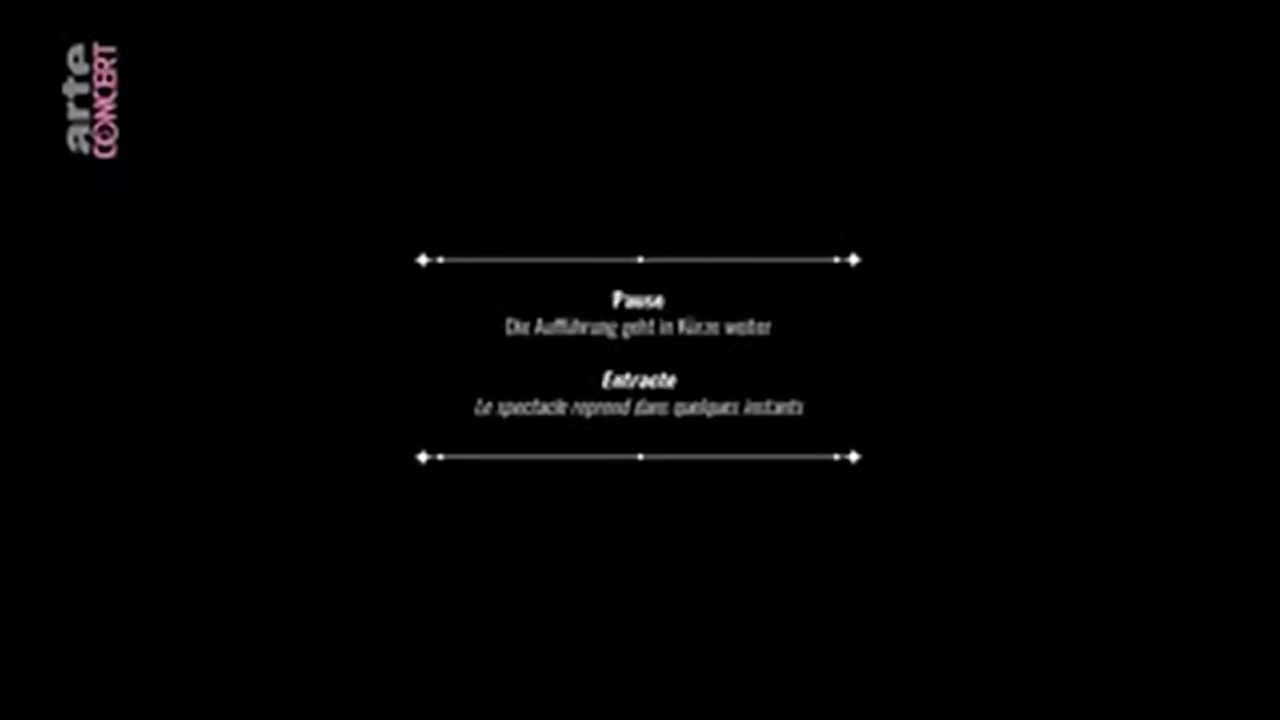 arte
CONCERT
Pause
Die Aufführung geht in Kürze weiter
Entracte
Le spectacle reprend dans quelques instants